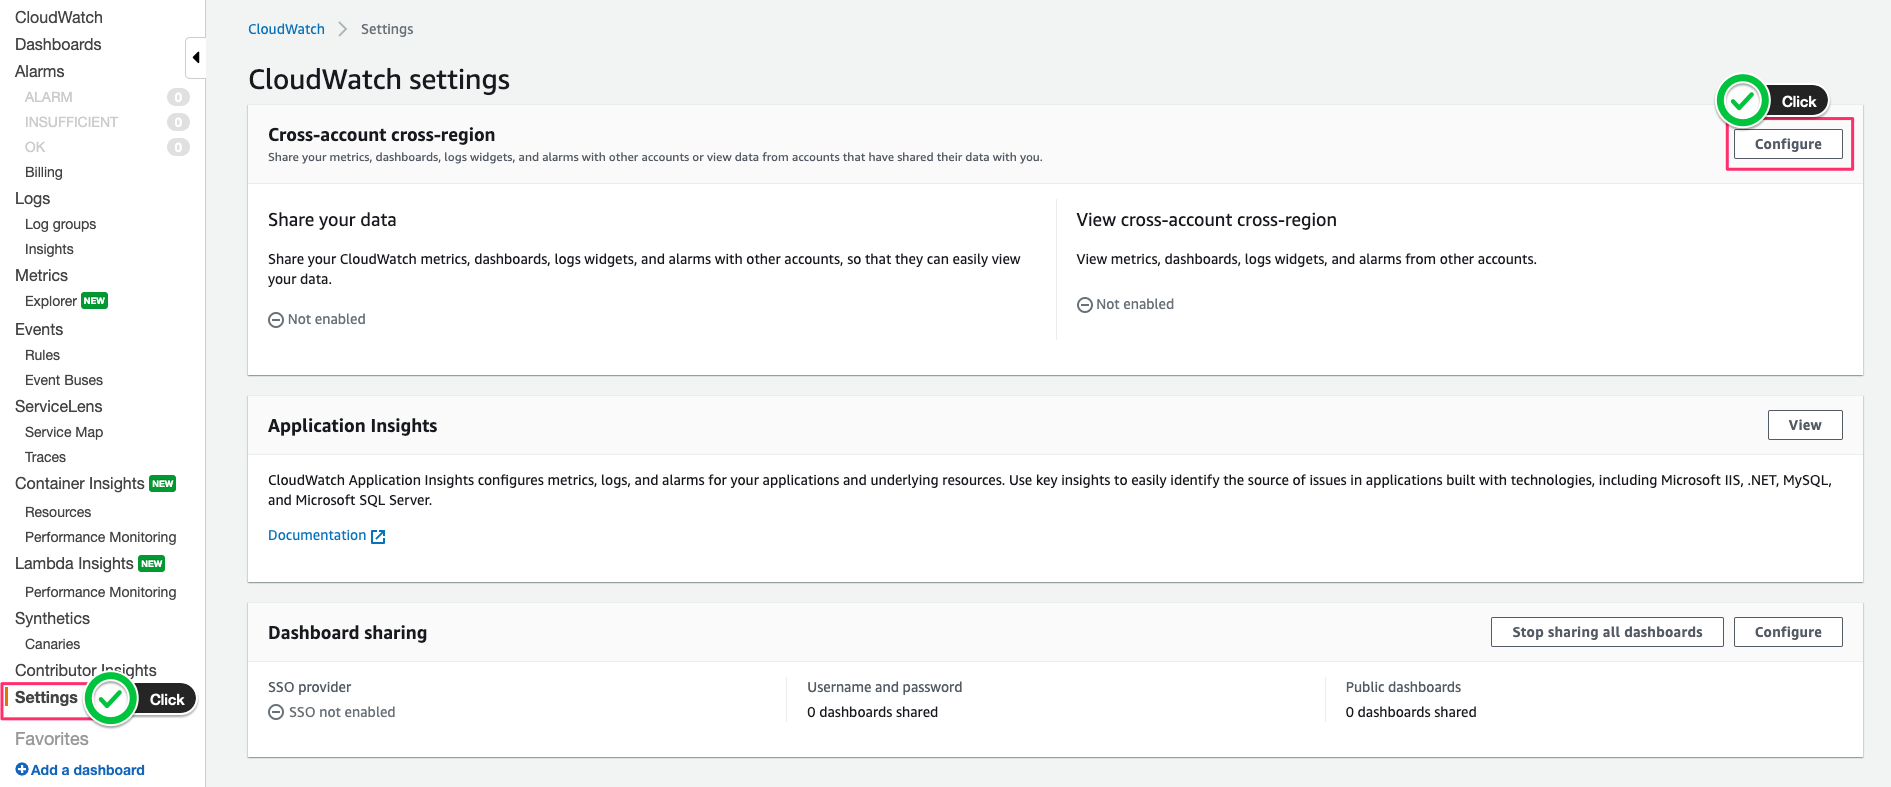 CloudWatch
Dashboards
Alarms
ALARM 0
INSUFFICIENT 0
OK 0
Billing
Logs
Log groups
Insights
Metrics
Explorer NEW
Events
Rules
Event Buses
ServiceLens
Service Map
Traces
Container Insights NEW
Resources
Performance Monitoring
Lambda Insights NEW
Performance Monitoring
Synthetics
Canaries
Contributor Insights
Settings
Click
Favorites
Add a dashboard
CloudWatch Settings
CloudWatch settings
Click
Cross-account cross-region
Share your metrics, dashboards, logs widgets, and alarms with other accounts or view data from accounts that have shared their data with you.
Configure
Share your data
Share your CloudWatch metrics, dashboards, logs widgets, and alarms with other accounts, so that they can easily view
your data.
Not enabled
View cross-account cross-region
View metrics, dashboards, logs widgets, and alarms from other accounts.
Not enabled
Application Insights
View
CloudWatch Application Insights configures metrics, logs, and alarms for your applications and underlying resources. Use key insights to easily identify the source of issues in applications built with technologies, including Microsoft IIS, .NET, MySQL,
and Microsoft SQL Server.
Documentation
Dashboard sharing
Stop sharing all dashboards
Configure
SSO provider
SSO not enabled
Username and password
0 dashboards shared
Public dashboards
0 dashboards shared